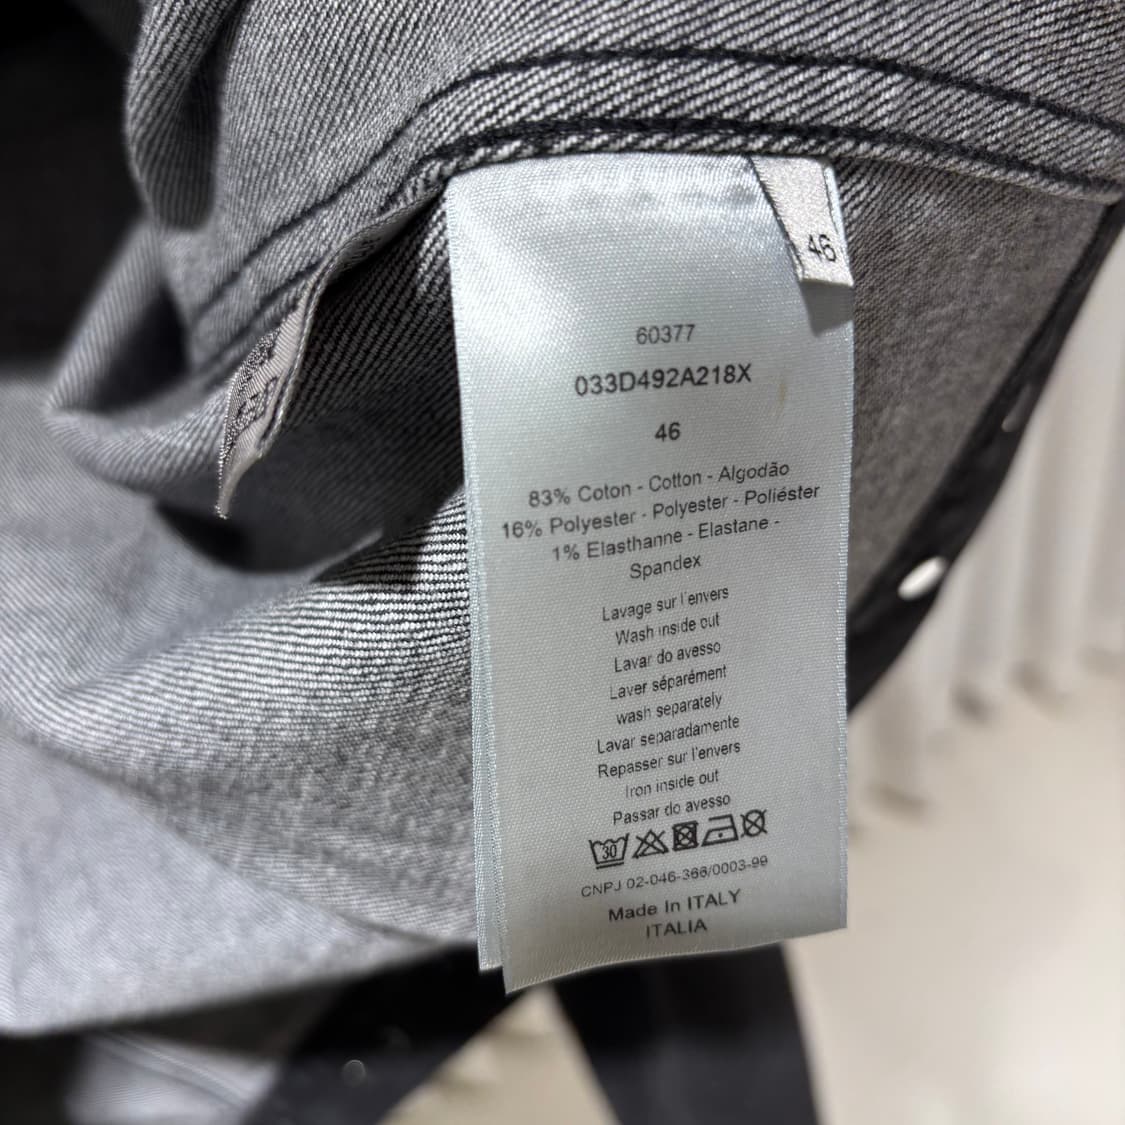 46
60377
033D492A218X
46
83% Coton - Cotton - Algodão
16% Polyester - Polyester - Poliéster
1% Elasthanne - Elastane -
Spandex
Lavage sur l'envers
Wash inside out
Lavar do avesso
Laver séparément
wash separately
Lavar separadamente
Repasser sur l'envers
Iron inside out
Passar do avesso
30
CNPJ 02-046-366/0003-99
Made In ITALY
ITALIA